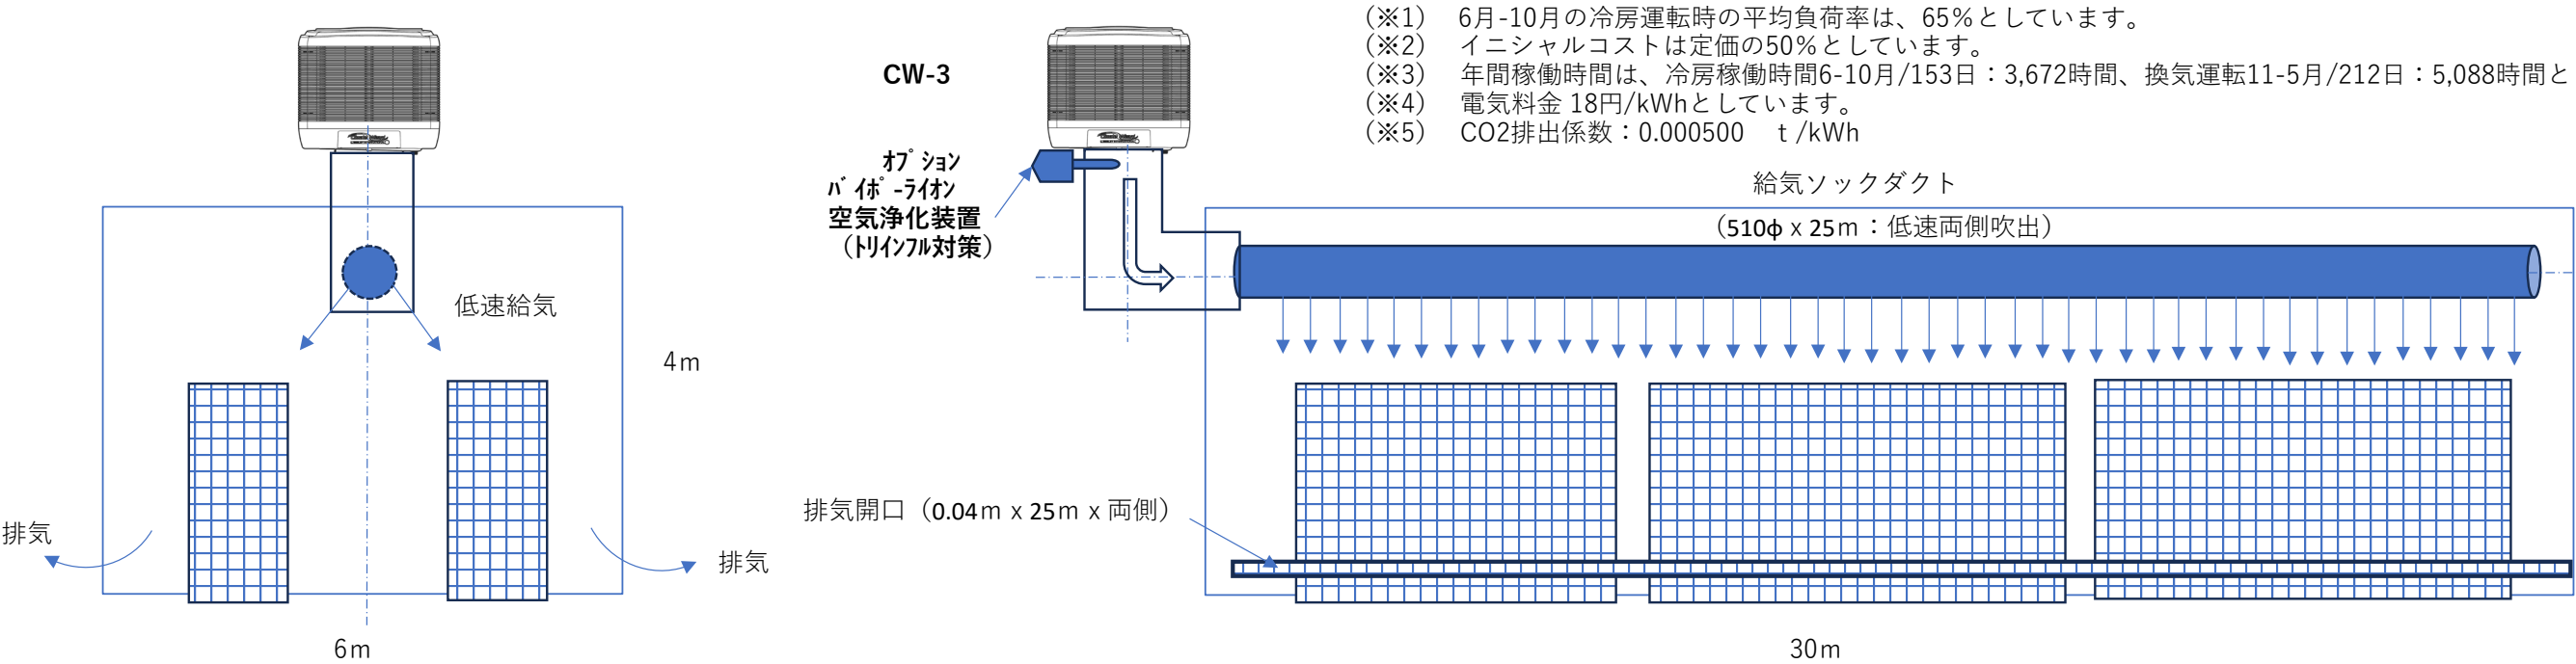 (※1) 6月-10月の冷房運転時の平均負荷率は、65％としています。
(※2) イニシャルコストは定価の50％としています。
(※3) 年間稼働時間は、冷房稼働時間6-10月/153日：3,672時間、換気運転11-5月/212日：5,088時間と
(※4) 電気料金 18円/kWhとしています。
(※5) CO2排出係数：0.000500 ｔ/kWh
CW-3
ｵﾌﾟｼｮﾝ
ﾊﾞｲﾎﾟｰﾗｲｵﾝ
空気浄化装置
（ﾄﾘｲﾝﾌﾙ対策）
給気ソックダクト
（510φ x 25ｍ：低速両側吹出）
低速給気
4ｍ
排気開口（0.04ｍ x 25ｍ x 両側）
排気
排気
6ｍ
30ｍ